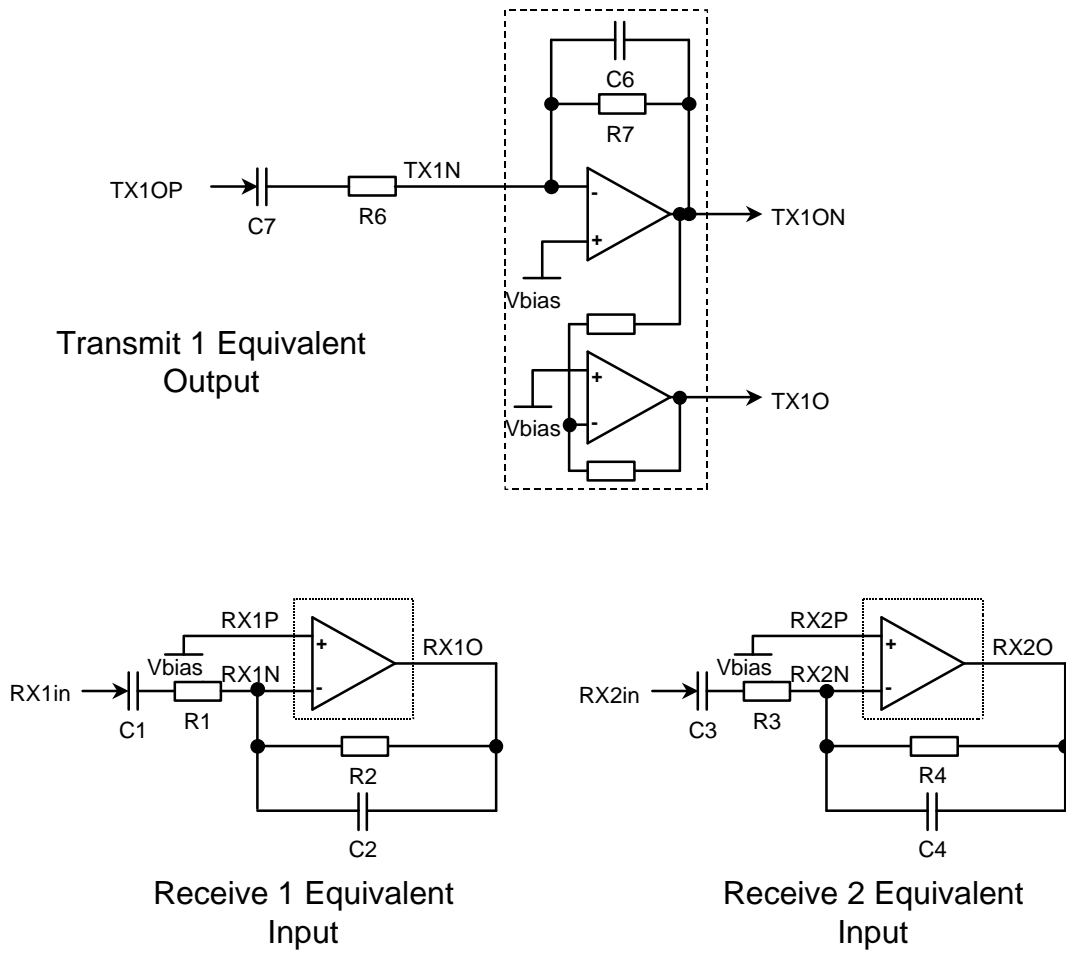 C6
R7
TX1N
TX1OP
C7
R6
-
+
TX1ON
Vbias
Transmit 1 Equivalent
Output
+
-
Vbias
TX1O
RX1P
+
RX1O
Vbias
RX1N
-
RX1in
C1
R1
R2
C2
Receive 1 Equivalent
Input
RX2P
+
RX2O
Vbias
RX2N
-
RX2in
C3
R3
R4
C4
Receive 2 Equivalent
Input